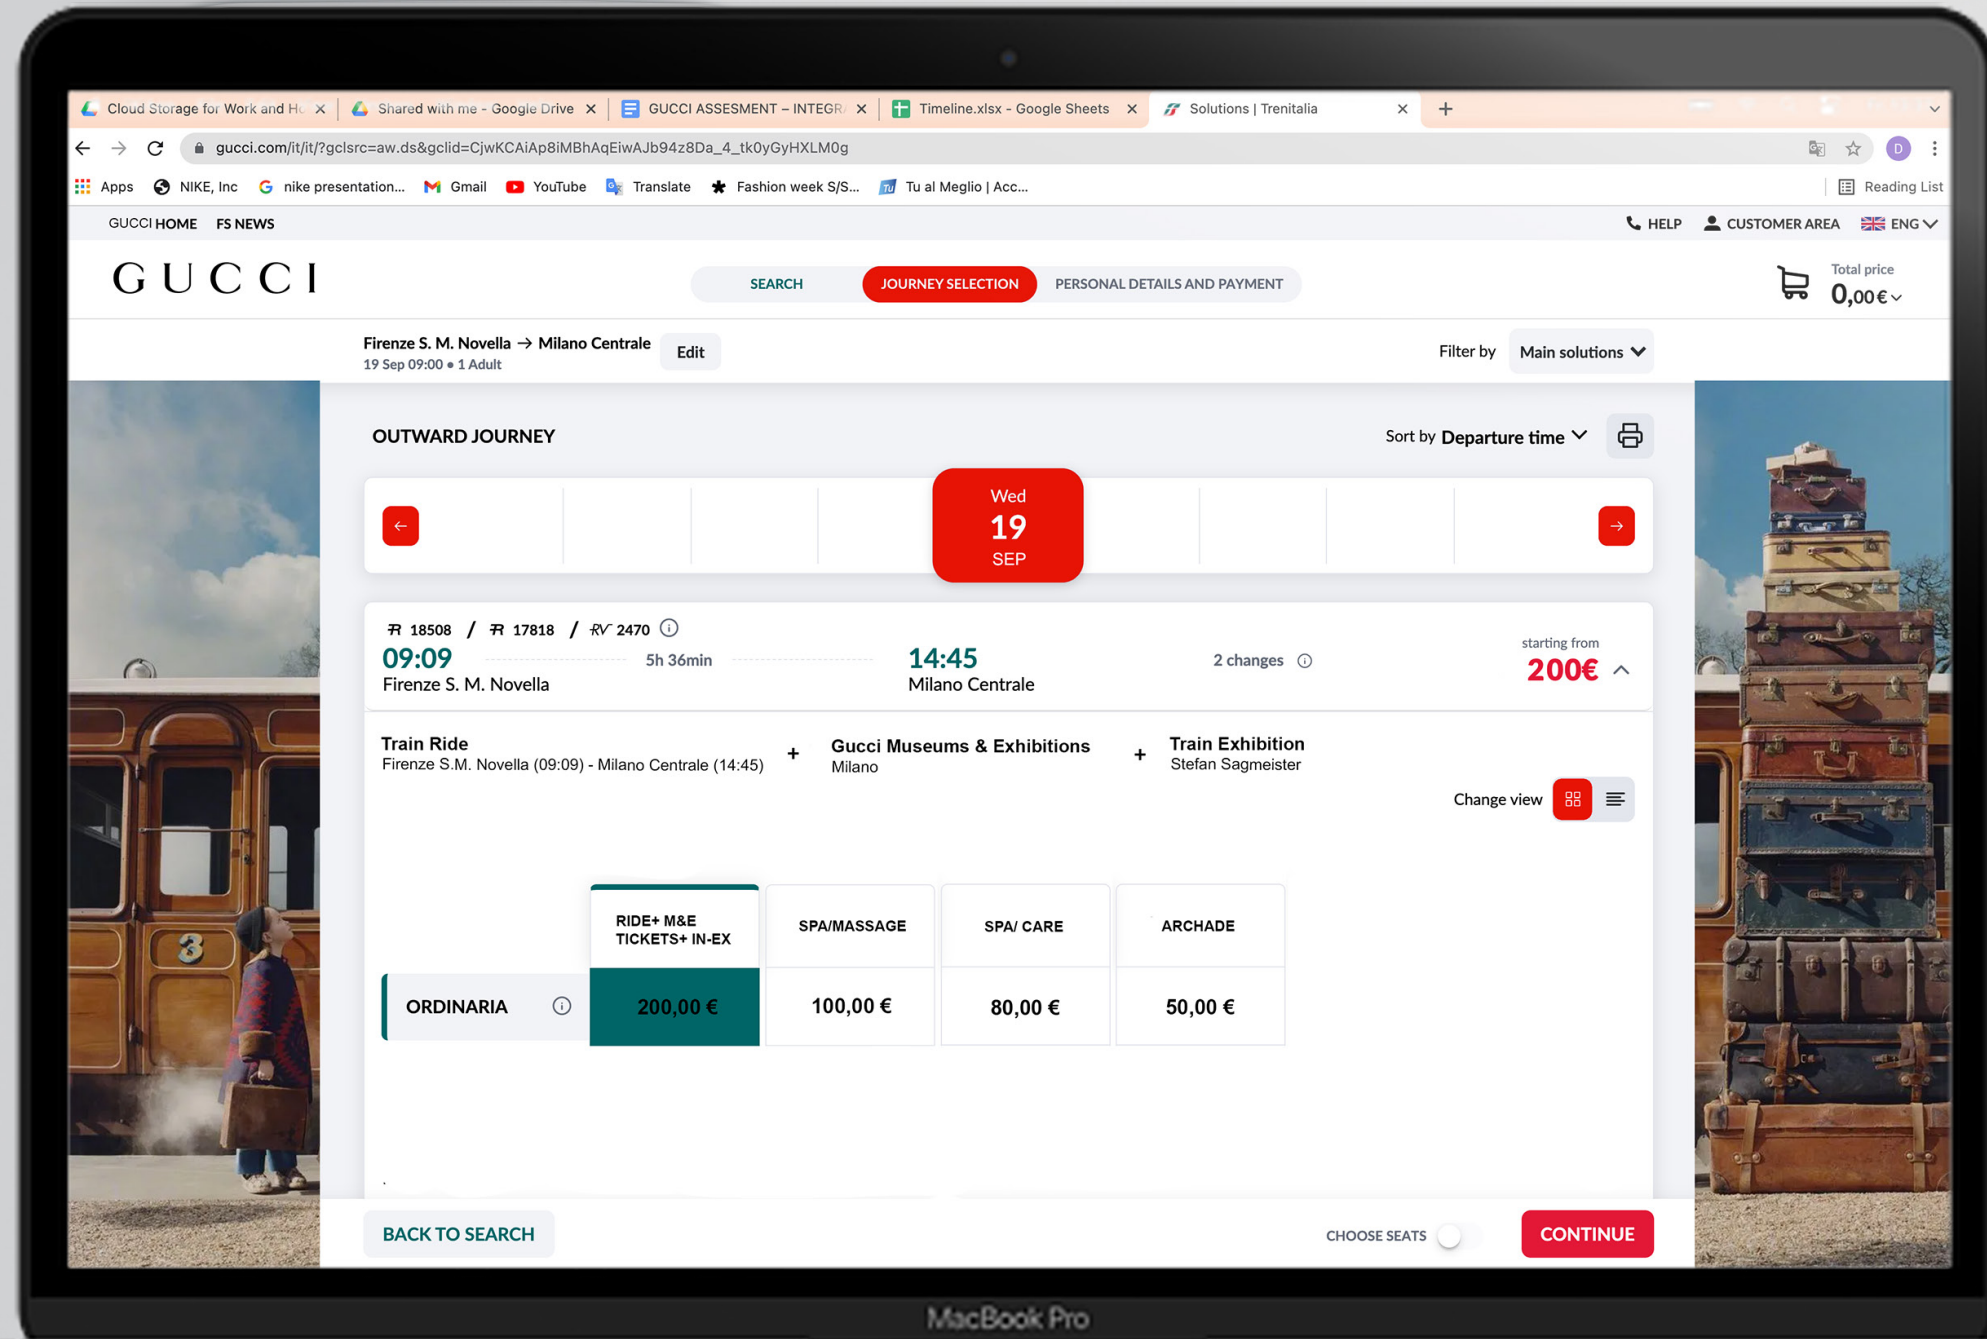 Cloud Storage for Work and Ho
Shared with me - Google Drive
GUCCI ASSESMENT – INTEGRA
Timeline.xlsx - Google Sheets
Solutions | Trenitalia
gucci.com/it/it/?gclsrc=aw.ds&gclid=CjwKCAiAp8iMBhAqEiwAJb94z8Da_4_tk0yGyHXLM0g
D
Apps
NIKE, Inc
nike presentation...
Gmail
YouTube
Translate
Fashion week S/S...
Tu al Meglio | Acc...
Reading List
GUCCI HOME
FS NEWS
HELP
CUSTOMER AREA
ENG
GUCCI
SEARCH
JOURNEY SELECTION
PERSONAL DETAILS AND PAYMENT
Total price
0,00 €
Firenze S. M. Novella → Milano Centrale
19 Sep 09:00 • 1 Adult
Edit
Filter by
Main solutions
OUTWARD JOURNEY
Sort by Departure time
Wed
19
SEP
R 18508 / R 17818 / RV 2470
09:09
5h 36min
14:45
2 changes
starting from
200€
Firenze S. M. Novella
Milano Centrale
Train Ride
Firenze S.M. Novella (09:09) - Milano Centrale (14:45)
+
Gucci Museums & Exhibitions
Milano
+
Train Exhibition
Stefan Sagmeister
Change view
RIDE+ M&E
TICKETS+ IN-EX
SPA/MASSAGE
SPA/ CARE
ARCHADE
ORDINARIA
200,00 €
100,00 €
80,00 €
50,00 €
3
BACK TO SEARCH
CHOOSE SEATS
CONTINUE
MacBook Pro